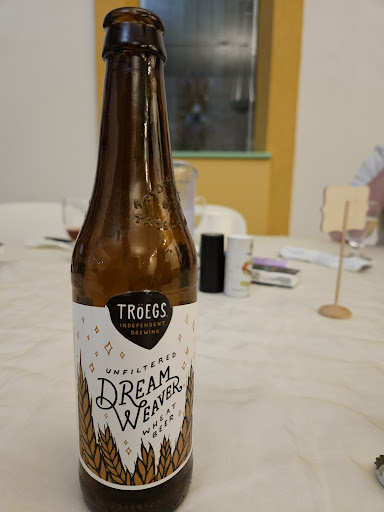 TRÖEGS
INDEPENDENT
BREWING
UNFILTERED
DREAM
WEAVER
WHEAT
BEER